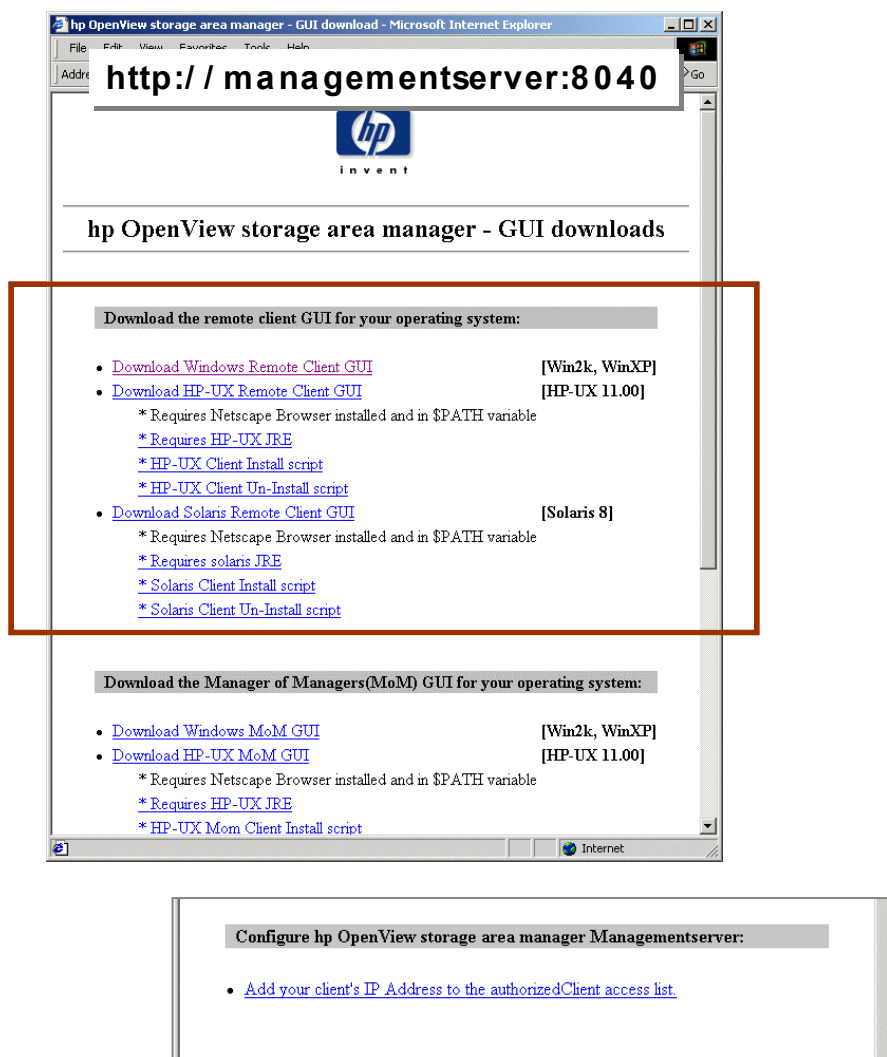 hp OpenView storage area manager - GUI download - Microsoft Internet Explorer
File Edit View Favorites Tools Help
Addre
http://managementserver:8040
Go
hp
invent
hp OpenView storage area manager - GUI downloads
Download the remote client GUI for your operating system:
• Download Windows Remote Client GUI [Win2k, WinXP]
• Download HP-UX Remote Client GUI [HP-UX 11.00]
* Requires Netscape Browser installed and in $PATH variable
* Requires HP-UX JRE
* HP-UX Client Install script
* HP-UX Client Un-Install script
• Download Solaris Remote Client GUI [Solaris 8]
* Requires Netscape Browser installed and in $PATH variable
* Requires solaris JRE
* Solaris Client Install script
* Solaris Client Un-Install script
Download the Manager of Managers(MoM) GUI for your operating system:
• Download Windows MoM GUI [Win2k, WinXP]
• Download HP-UX MoM GUI [HP-UX 11.00]
* Requires Netscape Browser installed and in $PATH variable
* Requires HP-UX JRE
* HP-UX Mom Client Install script
Internet
Configure hp OpenView storage area manager Managementserver:
• Add your client's IP Address to the authorizedClient access list.